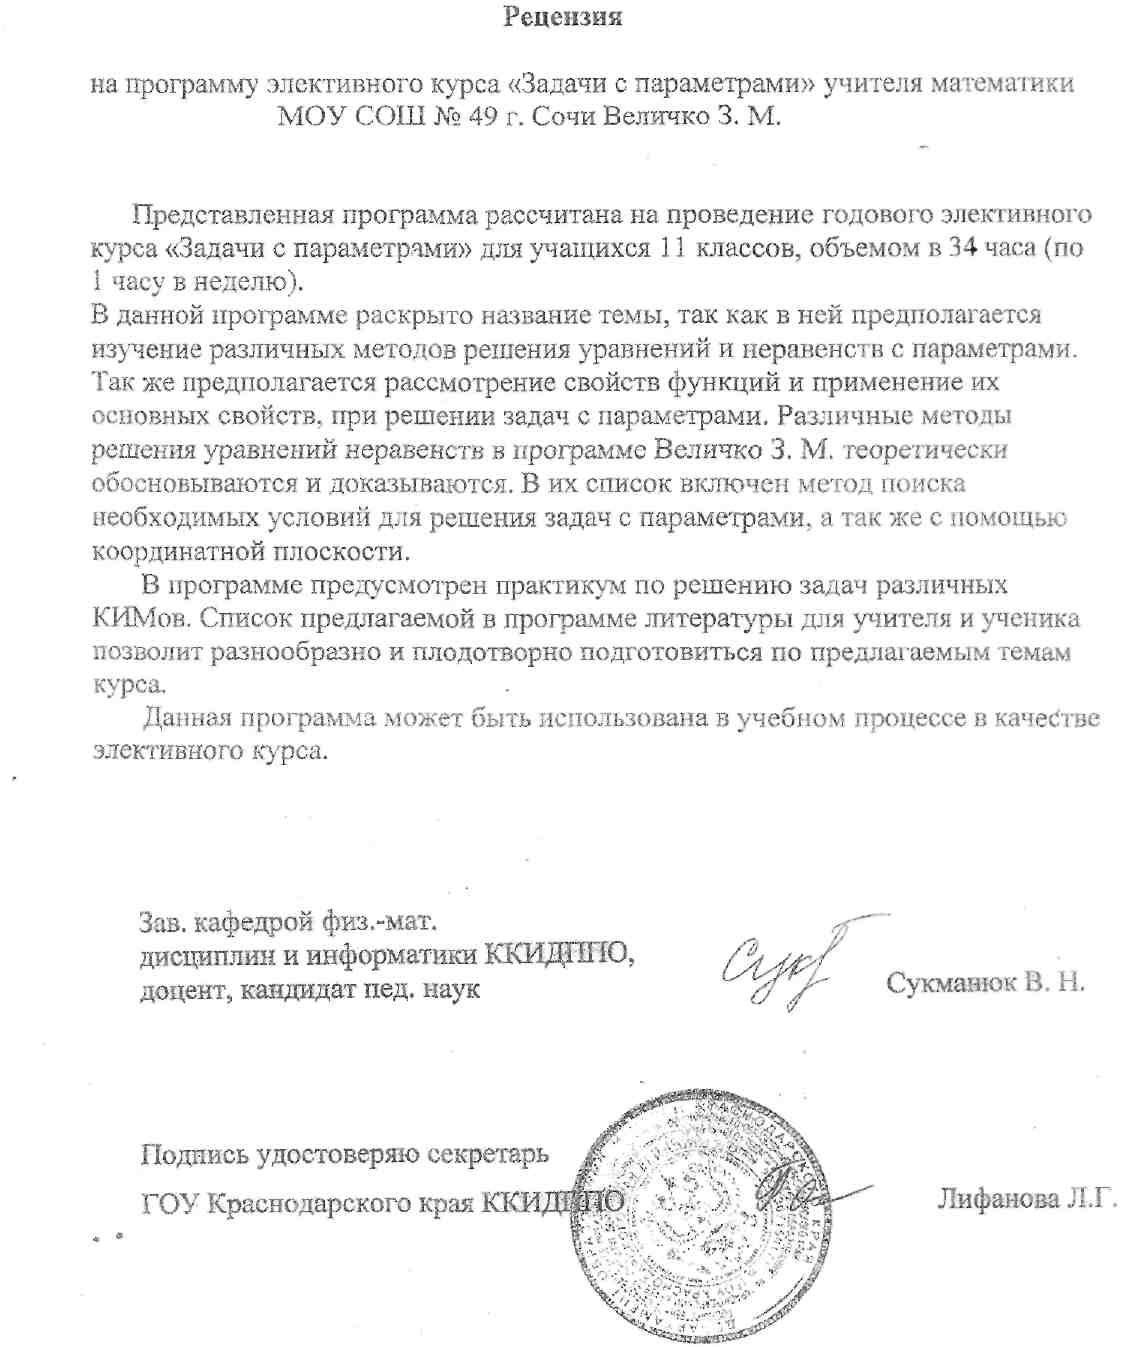 Рецензия
на программу элективного курса «Задачи с параметрами» учителя математики
МОУ СОШ № 49 г. Сочи Величко З. М.
Представленная программа рассчитана на проведение годового элективного
курса «Задачи с параметрами» для учащихся 11 классов, объемом в 34 часа (по
1 часу в неделю).
В данной программе раскрыто название темы, так как в ней предполагается
изучение различных методов решения уравнений и неравенств с параметрами.
Так же предполагается рассмотрение свойств функций и применение их
основных свойств, при решении задач с параметрами. Различные методы
решения уравнений неравенств в программе Величко З. М. теоретически
обосновываются и доказываются. В их список включен метод поиска
необходимых условий для решения задач с параметрами, а так же с помощью
координатной плоскости.
В программе предусмотрен практикум по решению задач различных
КИМов. Список предлагаемой в программе литературы для учителя и ученика
позволит разнообразно и плодотворно подготовиться по предлагаемым темам
курса.
Данная программа может быть использована в учебном процессе в качестве
элективного курса.
Зав. кафедрой физ.-мат.
дисциплин и информатики ККИДППО,
доцент, кандидат пед. наук
Сукманюк В. Н.
Подпись удостоверяю секретарь
ГОУ Краснодарского края ККИДППО
Лифанова Л.Г.
КРАСНОДАРСКОГО КРАЯ